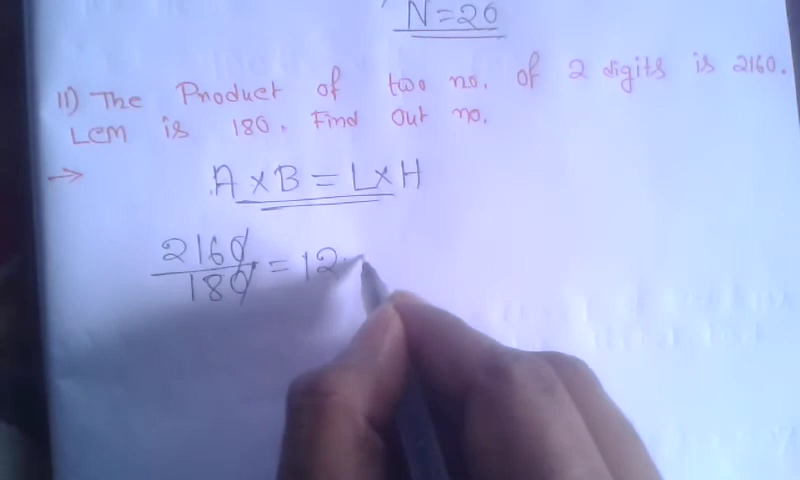 N=26
11) The Product of two no. of 2 digits is 2160.
LCM is 180. Find Out no.
→ A × B = L × H
2160/180 = 12